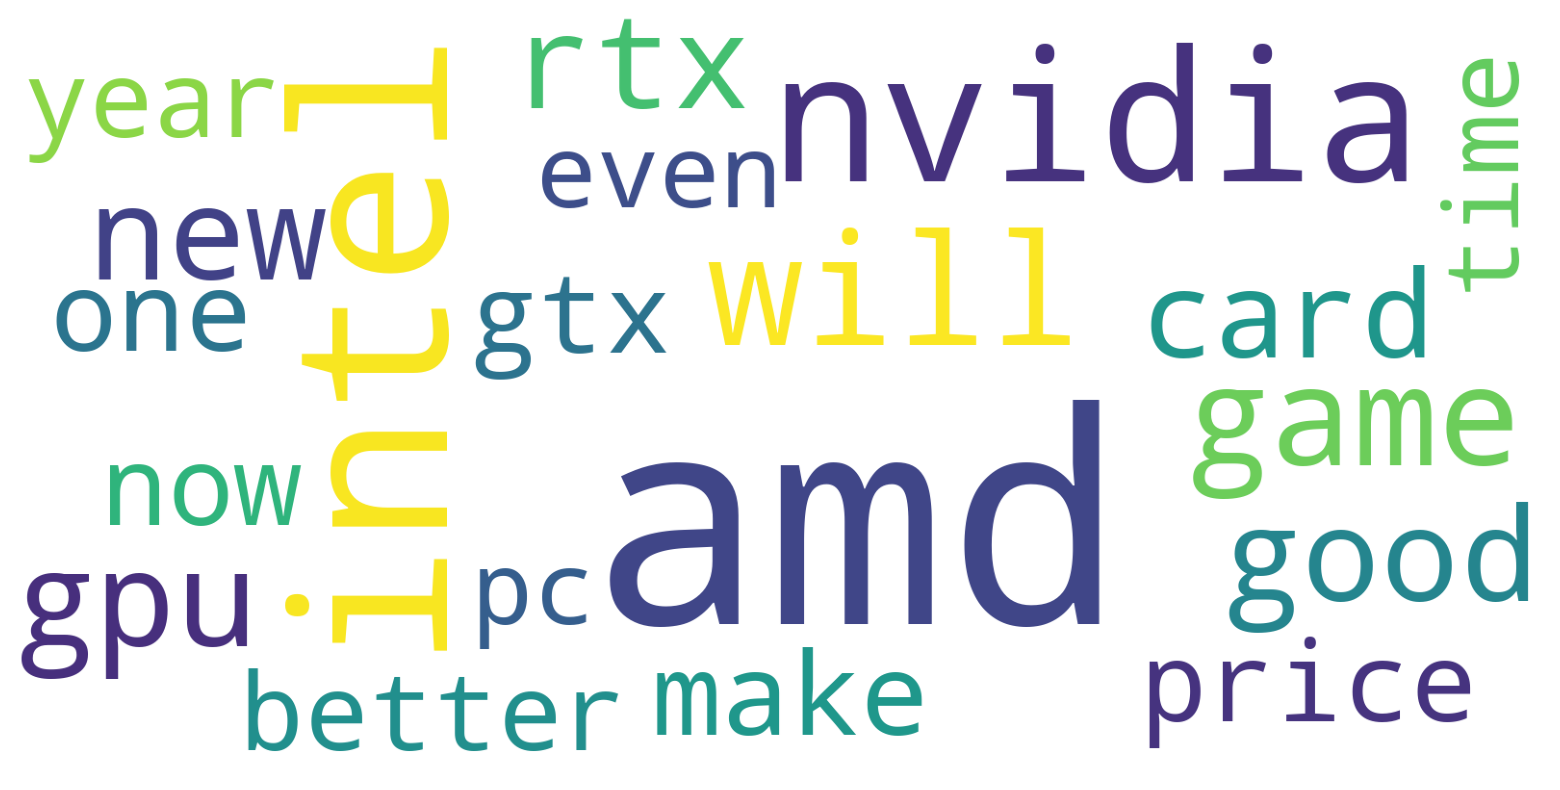 year
intel
rtx
nvidia
time
even
new
one
gtx
will
card
game
now
amd
good
gpu
pc
better
make
price